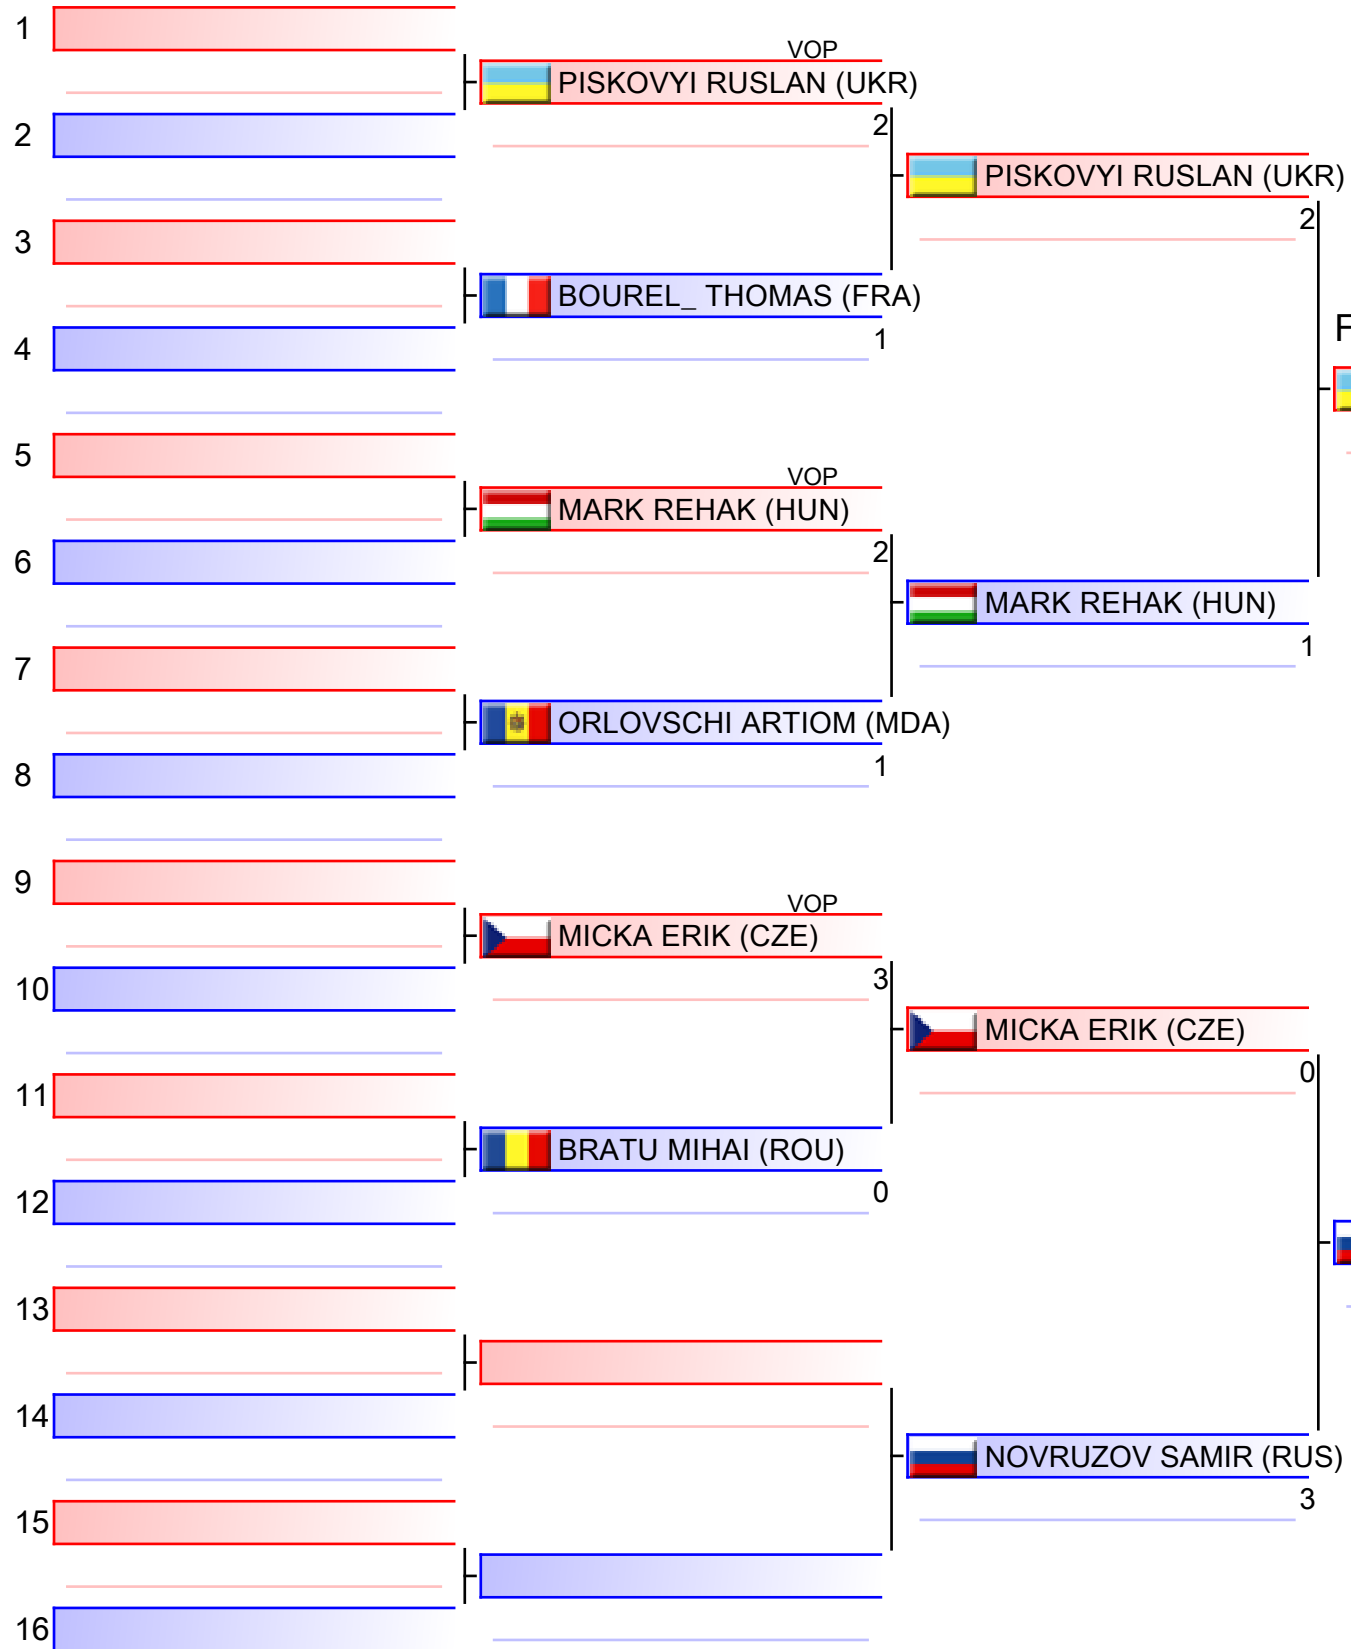 1
VOP
PISKOVYI RUSLAN (UKR)
2
2
PISKOVYI RUSLAN (UKR)
2
3
BOUREL_ THOMAS (FRA)
1
4
F
5
VOP
MARK REHAK (HUN)
2
6
MARK REHAK (HUN)
1
7
ORLOVSCHI ARTIOM (MDA)
1
8
9
VOP
MICKA ERIK (CZE)
3
10
MICKA ERIK (CZE)
0
11
BRATU MIHAI (ROU)
0
12
13
14
NOVRUZOV SAMIR (RUS)
3
15
16